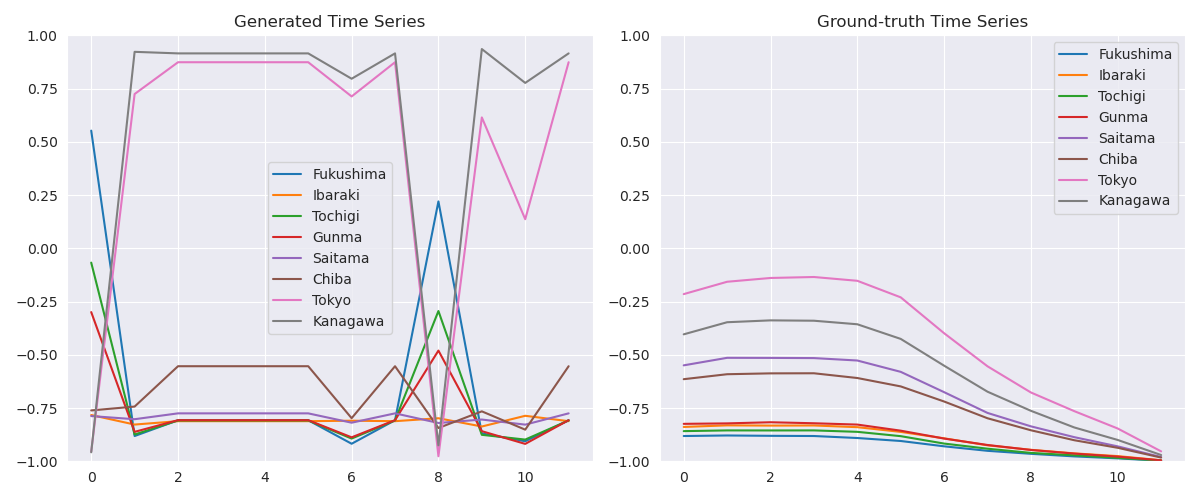 Generated Time Series
1.00
0.75
0.50
0.25
0.00
−0.25
−0.50
−0.75
−1.00
0 2 4 6 8 10
Fukushima
Ibaraki
Tochigi
Gunma
Saitama
Chiba
Tokyo
Kanagawa
Ground-truth Time Series
1.00
0.75
0.50
0.25
0.00
−0.25
−0.50
−0.75
−1.00
0 2 4 6 8 10
Fukushima
Ibaraki
Tochigi
Gunma
Saitama
Chiba
Tokyo
Kanagawa